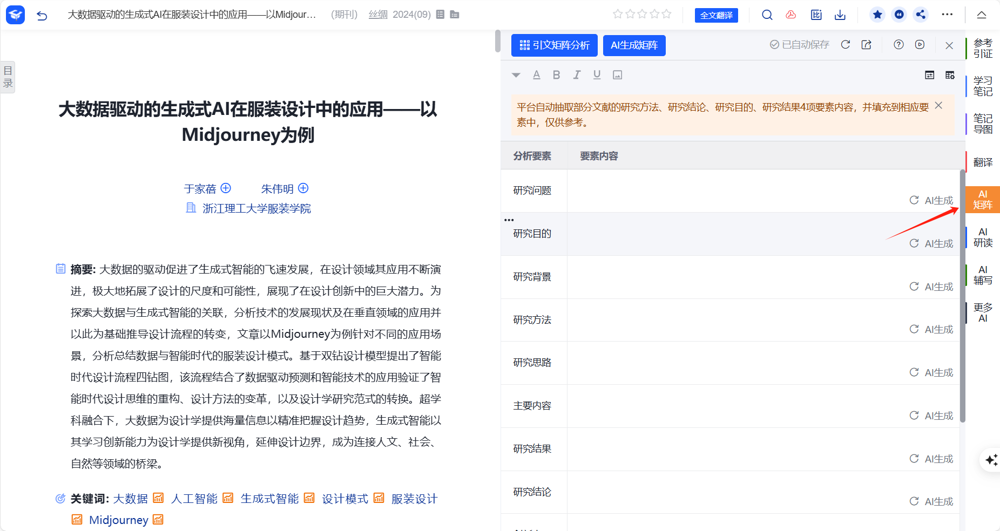 大数据驱动的生成式AI在服装设计中的应用——以Midjour…
(期刊)
丝绸
2024(09)
全文翻译
目录
大数据驱动的生成式AI在服装设计中的应用——以
Midjourney为例
于家蓓
朱伟明
浙江理工大学服装学院
摘要: 大数据的驱动促进了生成式智能的飞速发展，在设计领域其应用不断演
进，极大地拓展了设计的尺度和可能性，展现了在设计创新中的巨大潜力。为
探索大数据与生成式智能的关联，分析技术的发展现状及在垂直领域的应用并
以此为基础推导设计流程的转变，文章以Midjourney为例针对不同的应用场
景，分析总结数据与智能时代的服装设计模式。基于双钻设计模型提出了智能
时代设计流程四钻图，该流程结合了数据驱动预测和智能技术的应用验证了智
能时代设计思维的重构、设计方法的变革，以及设计学研究范式的转换。超学
科融合下，大数据为设计学提供海量信息以精准把握设计趋势，生成式智能以
其学习创新能力为设计学提供新视角，延伸设计边界，成为连接人文、社会、
自然等领域的桥梁。
关键词: 大数据 人工智能 生成式智能 设计模式 服装设计
Midjourney
引文矩阵分析
AI生成矩阵
已自动保存
平台自动抽取部分文献的研究方法、研究结论、研究目的、研究结果4项要素内容，并填充到相应要
素中，仅供参考。
分析要素
要素内容
研究问题
AI生成
研究目的
AI生成
研究背景
AI生成
研究方法
AI生成
研究思路
AI生成
主要内容
AI生成
研究结果
AI生成
研究结论
AI生成
参考
引证
学习
笔记
笔记
导图
翻译
AI
矩阵
AI
研读
AI
辅写
更多
AI